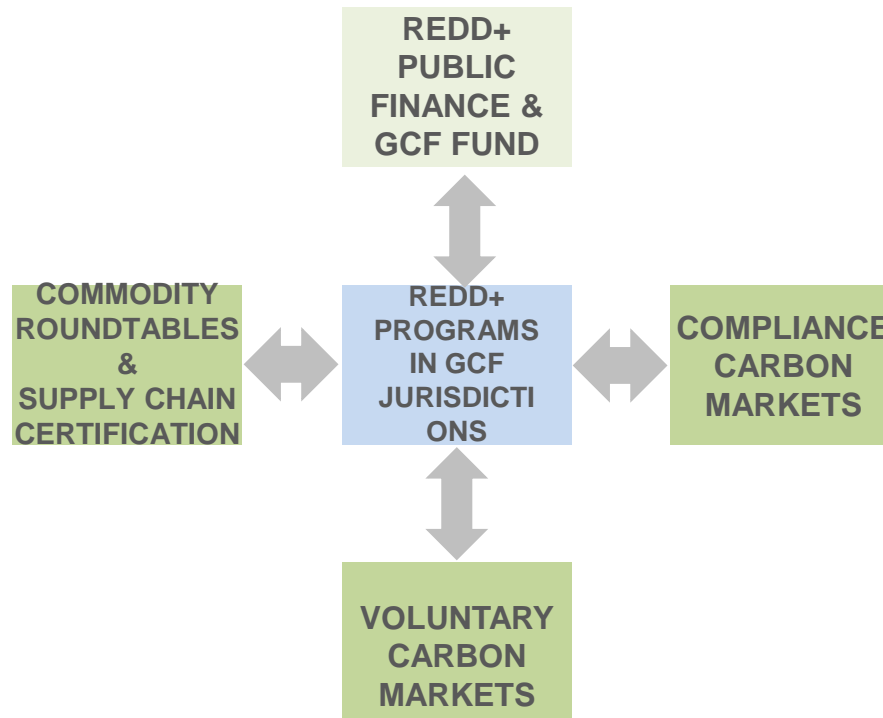 REDD+
PUBLIC
FINANCE &
GCF FUND
COMMODITY
ROUNDTABLES
&
SUPPLY CHAIN
CERTIFICATION
REDD+
PROGRAMS
IN GCF
JURISDICTI
ONS
COMPLIANCE
CARBON
MARKETS
VOLUNTARY
CARBON
MARKETS